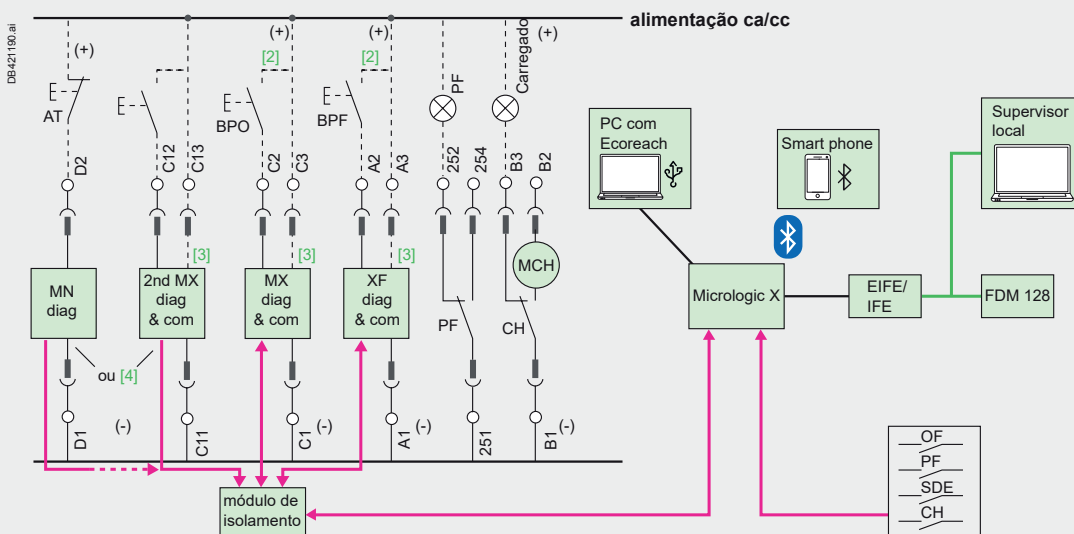 alimentação ca/cc
DB421190.ai
(+)
(+)
(+)
(+)
[2]
[2]
PF
Carregado
AT
BPO
BPF
D2
C12
C13
C2
C3
A2
A3
252
254
B3
B2
PC com
Ecoreach
Smart phone
Supervisor
local
[3]
[3]
[3]
MN
diag
2nd MX
diag
& com
MX
diag
& com
XF
diag
& com
MCH
PF
CH
Micrologic X
EIFE/
IFE
FDM 128
ou [4]
D1
(-)
C11
C1
(-)
A1
(-)
251
B1
(-)
OF
PF
SDE
CH
módulo de
isolamento